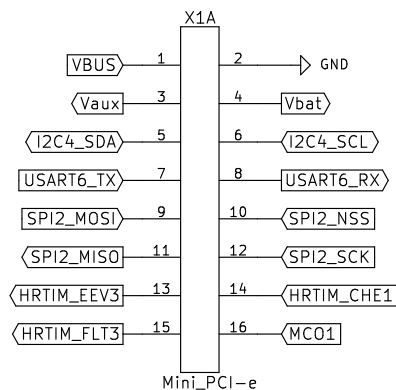 X1A
VBUS 1 2 GND
Vaux 3 4 Vbat
I2C4_SDA 5 6 I2C4_SCL
USART6_TX 7 8 USART6_RX
SPI2_MOSI 9 10 SPI2_NSS
SPI2_MISO 11 12 SPI2_SCK
HRTIM_EEV3 13 14 HRTIM_CHE1
HRTIM_FLT3 15 16 MCO1
Mini_PCI-e